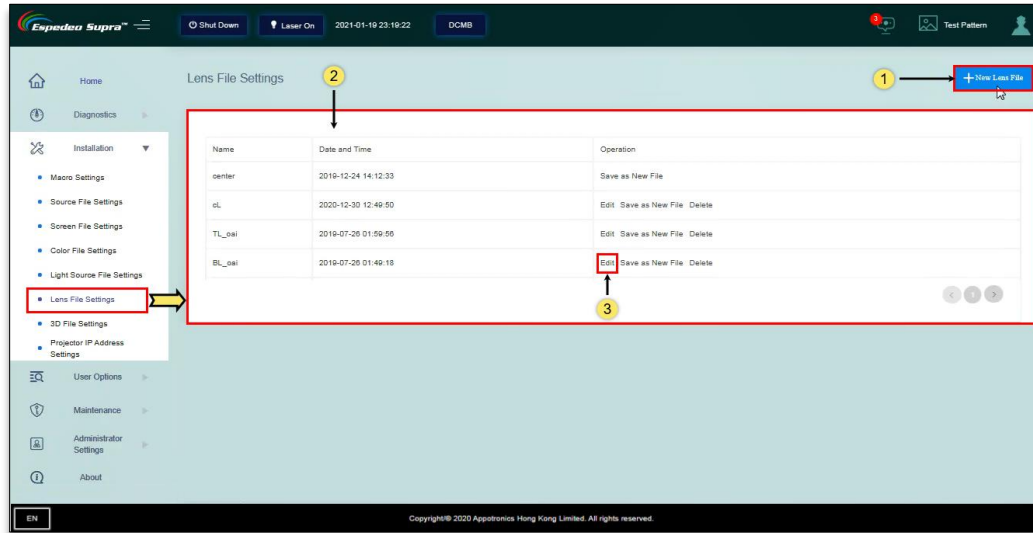 Espedeo Supra™
Shut Down
Laser On
2021-01-19 23:19:22
DCMB
3
Test Pattern
Home
Diagnostics
Installation
Macro Settings
Source File Settings
Screen File Settings
Color File Settings
Light Source File Settings
Lens File Settings
3D File Settings
Projector IP Address
Settings
User Options
Maintenance
Administrator
Settings
About
Lens File Settings
2
1
+New Lens File
Name Date and Time Operation
center 2019-12-24 14:12:33 Save as New File
cL 2020-12-30 12:49:50 Edit Save as New File Delete
TL_oai 2019-07-26 01:59:56 Edit Save as New File Delete
BL_oai 2019-07-26 01:49:18 Edit Save as New File Delete
3
< 1 >
EN
Copyright/© 2020 Appotronics Hong Kong Limited. All rights reserved.